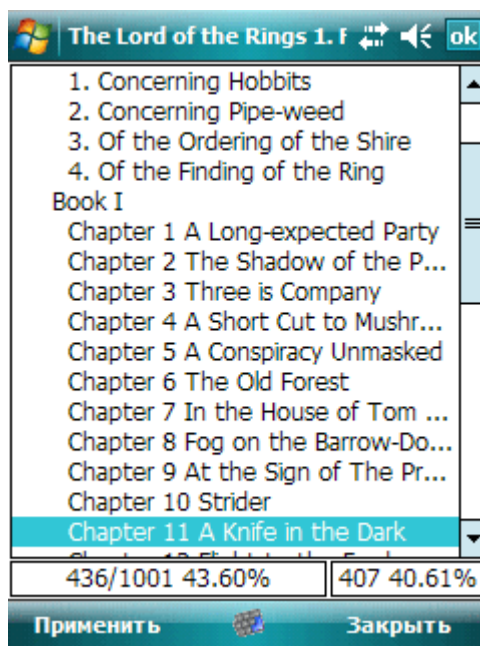 The Lord of the Rings 1. F
ok
1. Concerning Hobbits
2. Concerning Pipe-weed
3. Of the Ordering of the Shire
4. Of the Finding of the Ring
Book I
Chapter 1 A Long-expected Party
Chapter 2 The Shadow of the P...
Chapter 3 Three is Company
Chapter 4 A Short Cut to Mushr...
Chapter 5 A Conspiracy Unmasked
Chapter 6 The Old Forest
Chapter 7 In the House of Tom ...
Chapter 8 Fog on the Barrow-Do...
Chapter 9 At the Sign of The Pr...
Chapter 10 Strider
Chapter 11 A Knife in the Dark
436/1001 43.60%
407 40.61%
Применить
Закрыть